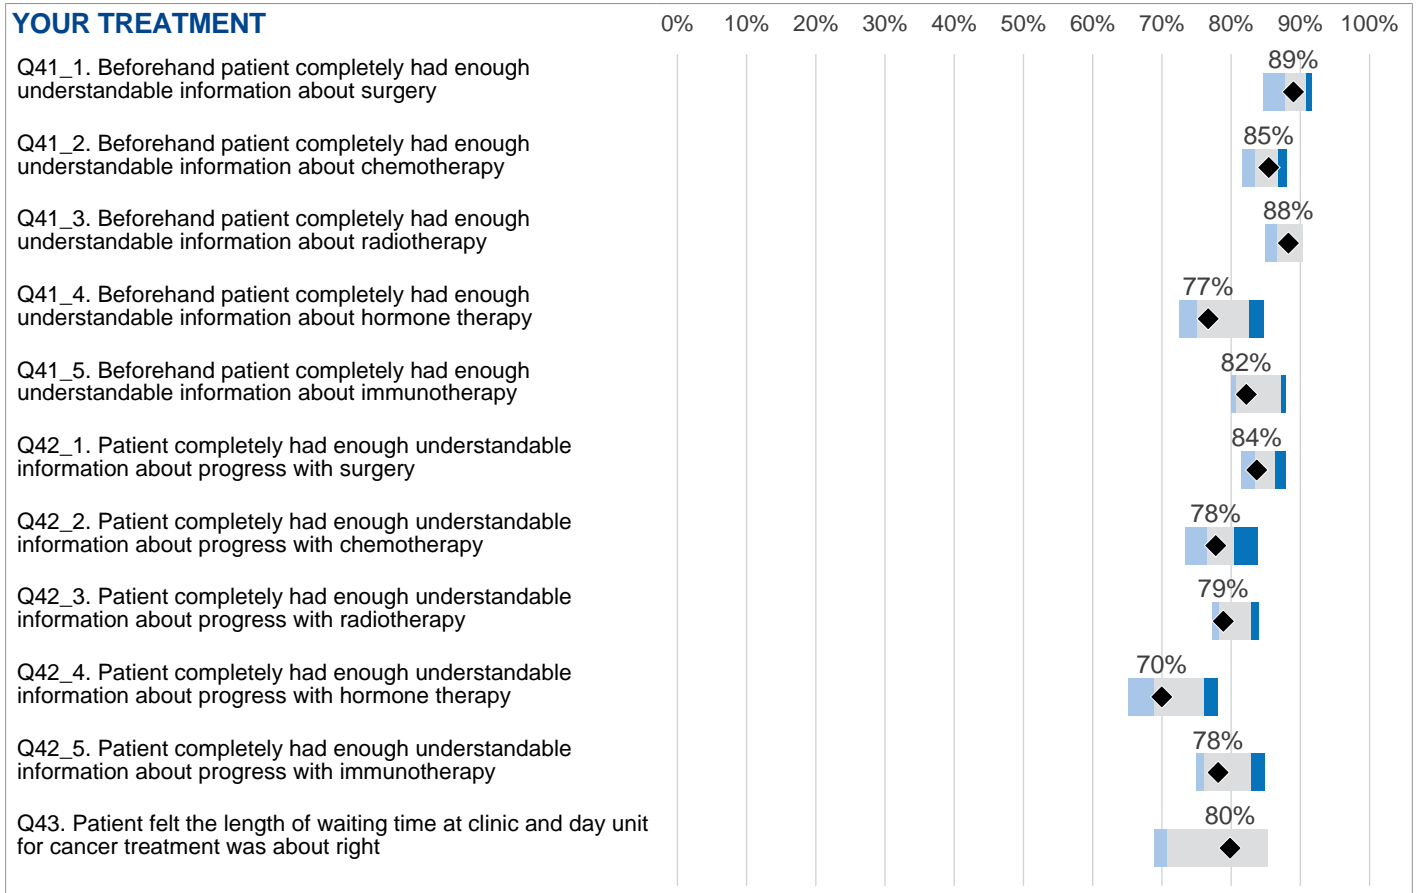 YOUR TREATMENT
0% 10% 20% 30% 40% 50% 60% 70% 80% 90% 100%
Q41_1. Beforehand patient completely had enough
understandable information about surgery
89%
Q41_2. Beforehand patient completely had enough
understandable information about chemotherapy
85%
Q41_3. Beforehand patient completely had enough
understandable information about radiotherapy
88%
Q41_4. Beforehand patient completely had enough
understandable information about hormone therapy
77%
Q41_5. Beforehand patient completely had enough
understandable information about immunotherapy
82%
Q42_1. Patient completely had enough understandable
information about progress with surgery
84%
Q42_2. Patient completely had enough understandable
information about progress with chemotherapy
78%
Q42_3. Patient completely had enough understandable
information about progress with radiotherapy
79%
Q42_4. Patient completely had enough understandable
information about progress with hormone therapy
70%
Q42_5. Patient completely had enough understandable
information about progress with immunotherapy
78%
Q43. Patient felt the length of waiting time at clinic and day unit
for cancer treatment was about right
80%